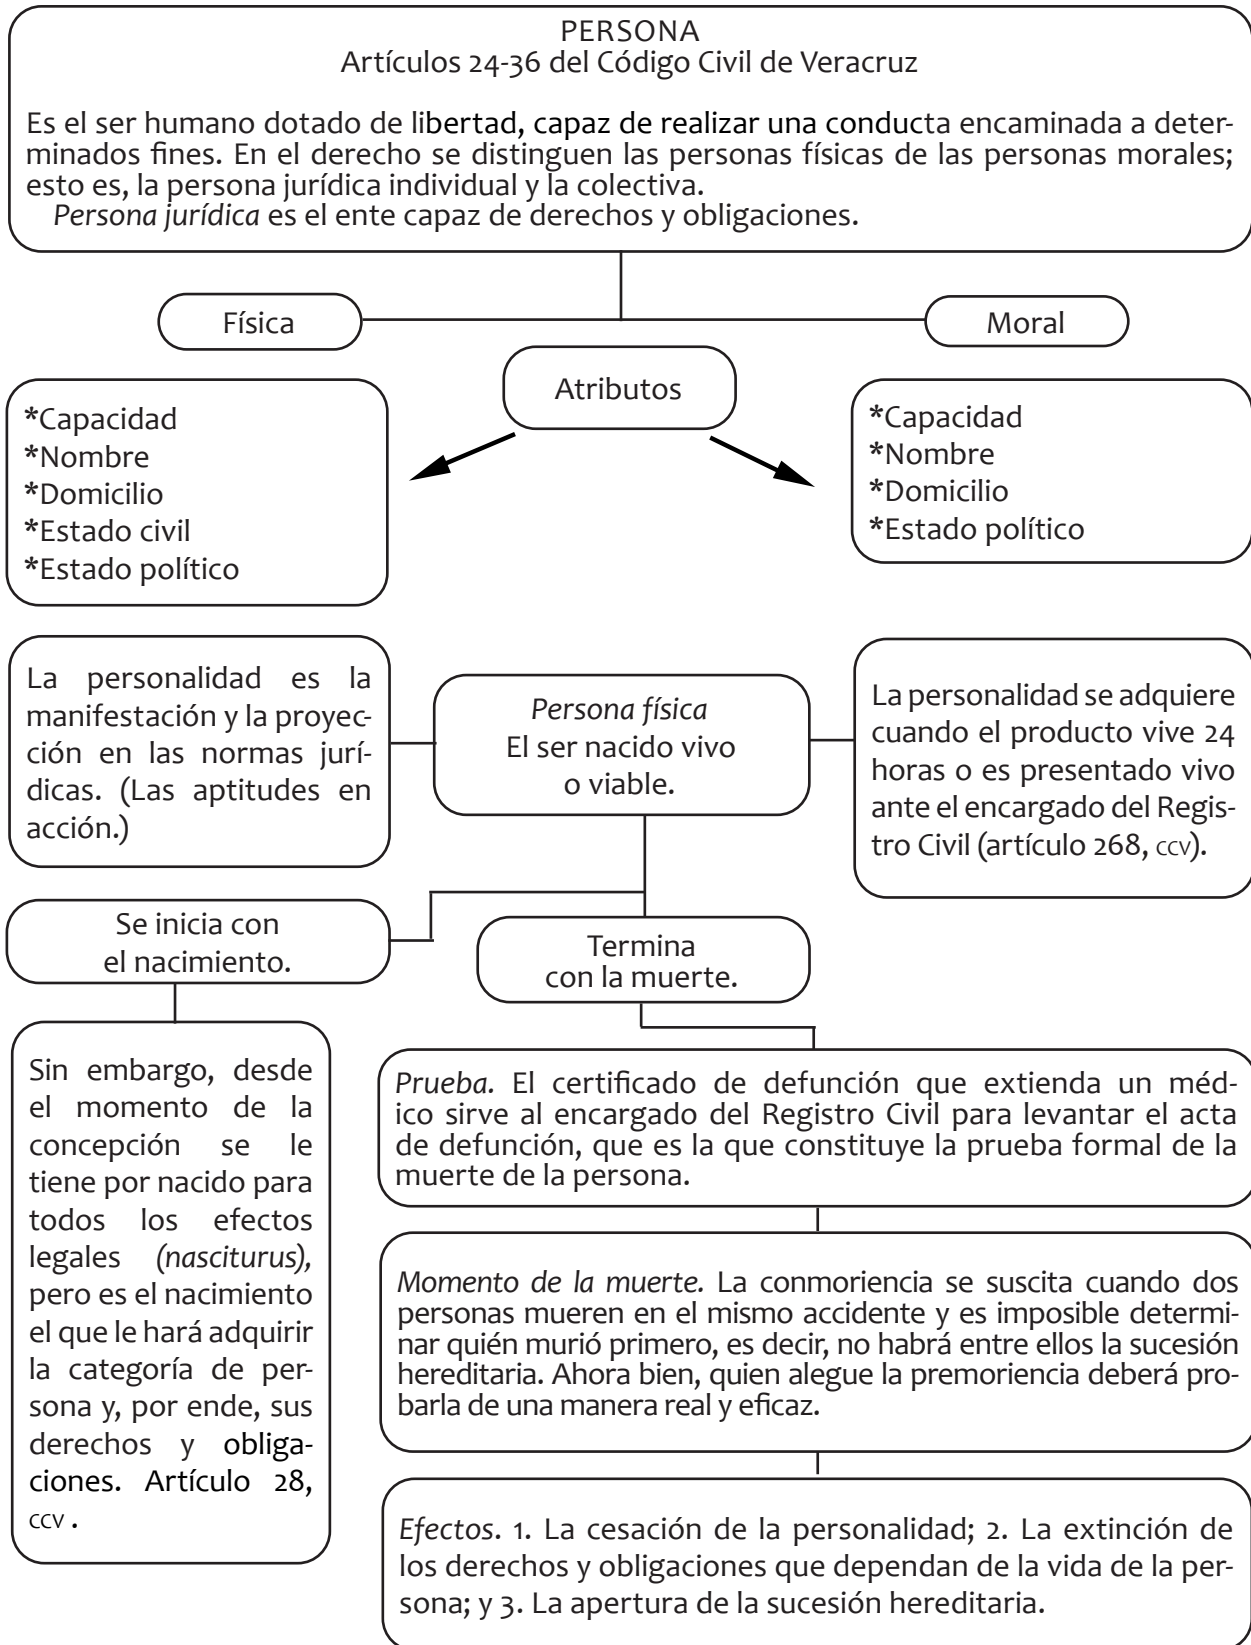 PERSONA
Artículos 24-36 del Código Civil de Veracruz
Es el ser humano dotado de libertad, capaz de realizar una conducta encaminada a deter-
minados fines. En el derecho se distinguen las personas físicas de las personas morales;
esto es, la persona jurídica individual y la colectiva.
Persona jurídica es el ente capaz de derechos y obligaciones.
Física
Moral
Atributos
*Capacidad
*Nombre
*Domicilio
*Estado civil
*Estado político
*Capacidad
*Nombre
*Domicilio
*Estado político
La personalidad es la
manifestación y la proyec-
ción en las normas jurí-
dicas. (Las aptitudes en
acción.)
Persona física
El ser nacido vivo
o viable.
La personalidad se adquiere
cuando el producto vive 24
horas o es presentado vivo
ante el encargado del Regis-
tro Civil (artículo 268, ccv).
Se inicia con
el nacimiento.
Termina
con la muerte.
Sin embargo, desde
el momento de la
concepción se le
tiene por nacido para
todos los efectos
legales (nasciturus),
pero es el nacimiento
el que le hará adquirir
la categoría de per-
sona y, por ende, sus
derechos y obliga-
ciones. Artículo 28,
ccv .
Prueba. El certificado de defunción que extienda un méd-
ico sirve al encargado del Registro Civil para levantar el acta
de defunción, que es la que constituye la prueba formal de la
muerte de la persona.
Momento de la muerte. La conmoriencia se suscita cuando dos
personas mueren en el mismo accidente y es imposible determi-
nar quién murió primero, es decir, no habrá entre ellos la sucesión
hereditaria. Ahora bien, quien alegue la premoriencia deberá pro-
barla de una manera real y eficaz.
Efectos. 1. La cesación de la personalidad; 2. La extinción de
los derechos y obligaciones que dependan de la vida de la per-
sona; y 3. La apertura de la sucesión hereditaria.